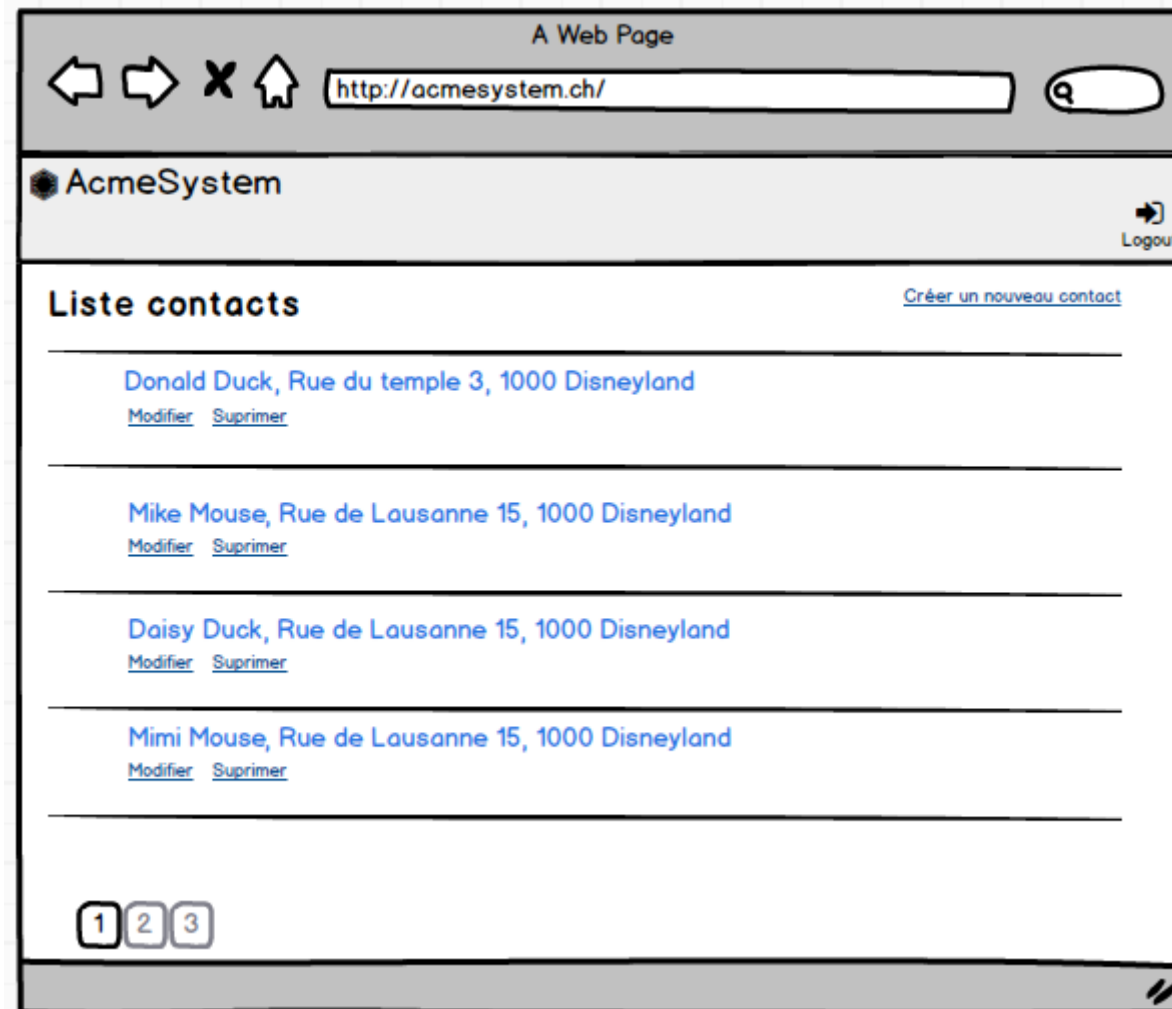 A Web Page
http://acmesystem.ch/
AcmeSystem
Logou
Liste contacts
Créer un nouveau contact
Donald Duck, Rue du temple 3, 1000 Disneyland
Modifier Suprimer
Mike Mouse, Rue de Lausanne 15, 1000 Disneyland
Modifier Suprimer
Daisy Duck, Rue de Lausanne 15, 1000 Disneyland
Modifier Suprimer
Mimi Mouse, Rue de Lausanne 15, 1000 Disneyland
Modifier Suprimer
1 2 3